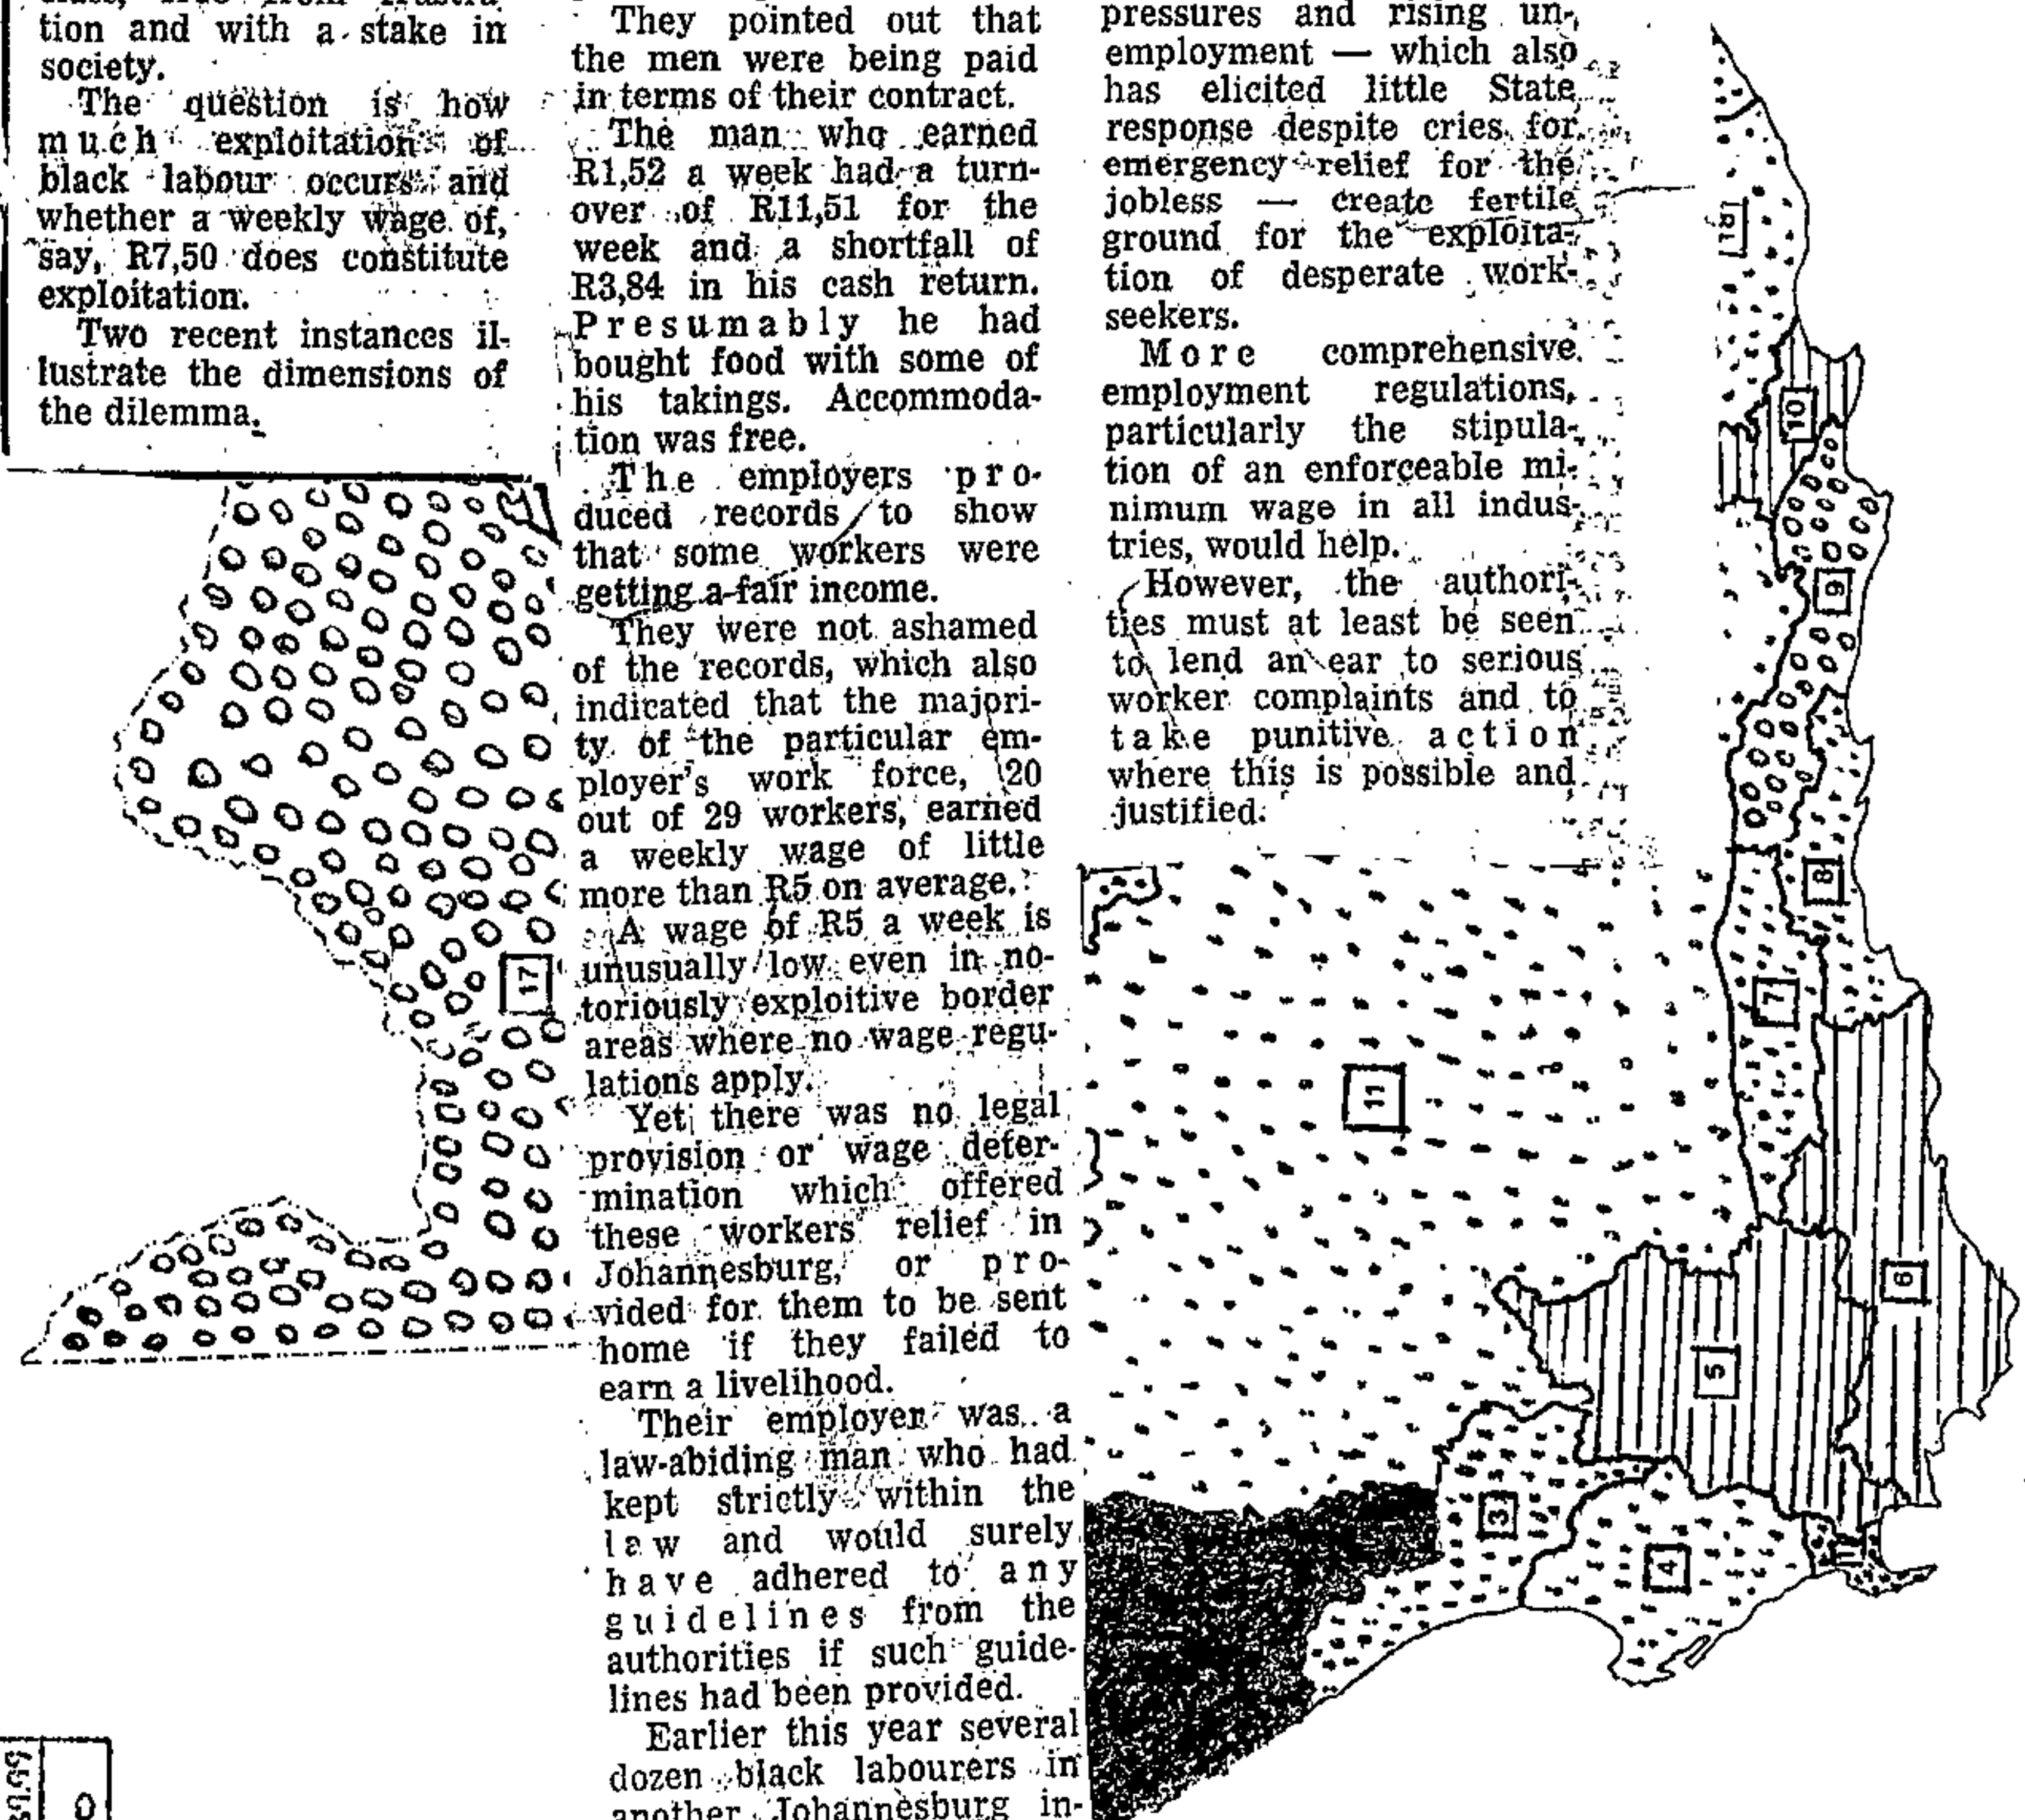 tion and with a stake in
society.
The question is how
much exploitation of
black labour occurs and
whether a weekly wage of,
say, R7,50 does constitute
exploitation.
Two recent instances il-
lustrate the dimensions of
the dilemma.
They pointed out that
the men were being paid
in terms of their contract.
The man who earned
R1,52 a week had a turn-
over of R11,51 for the
week and a shortfall of
R3,84 in his cash return.
Presumably he had
bought food with some of
his takings. Accommoda-
tion was free.
The employers pro-
duced records to show
that some workers were
getting a fair income.
They were not ashamed
of the records, which also
indicated that the majori-
ty of the particular em-
ployer's work force, 20
out of 29 workers, earned
a weekly wage of little
more than R5 on average.
A wage of R5 a week is
unusually low even in no-
toriously exploitive border
areas where no wage regu-
lations apply.
Yet there was no legal
provision or wage deter-
mination which offered
these workers relief in
Johannesburg, or pro-
vided for them to be sent
home if they failed to
earn a livelihood.
Their employer was a
law-abiding man who had
kept strictly within the
law and would surely
have adhered to any
guidelines from the
authorities if such guide-
lines had been provided.
Earlier this year several
dozen black labourers in
another Johannesburg in-
pressures and rising un-
employment — which also
has elicited little State
response despite cries for
emergency relief for the
jobless — create fertile
ground for the exploita-
tion of desperate work-
seekers.
More comprehensive
employment regulations,
particularly the stipula-
tion of an enforceable mi-
nimum wage in all indus-
tries, would help.
However, the authori-
ties must at least be seen
to lend an ear to serious
worker complaints and to
take punitive action
where this is possible and
justified.
17
18
10
9
8
7
11
6
5
3
4
0